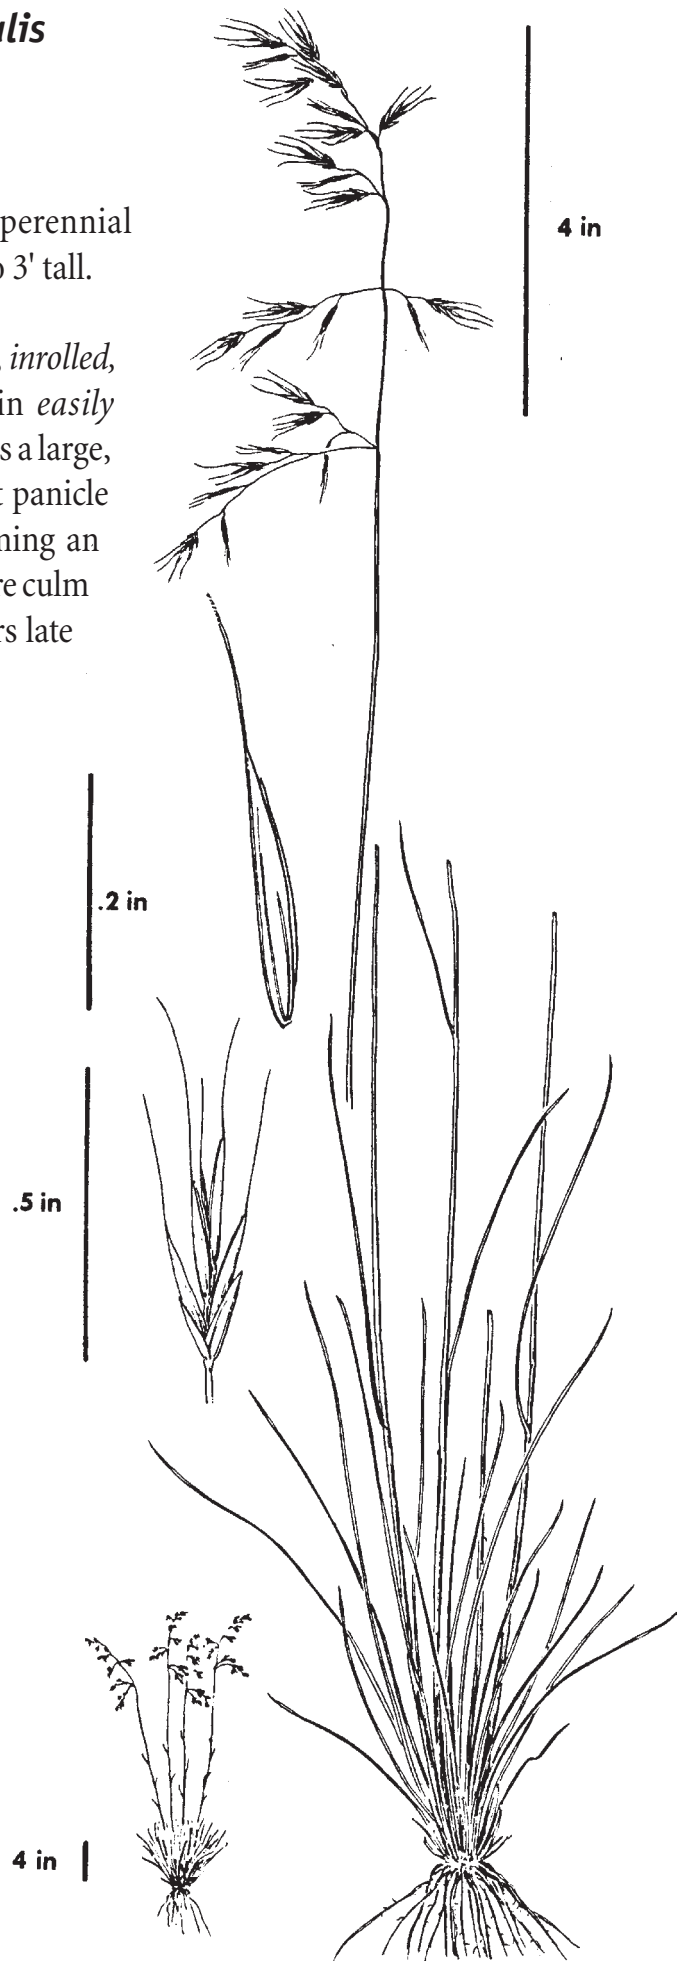 lis
perennial
3' tall.
inrolled,
in easily
s a large,
panicle
ning an
re culm
rs late
4 in
.2 in
.5 in
4 in